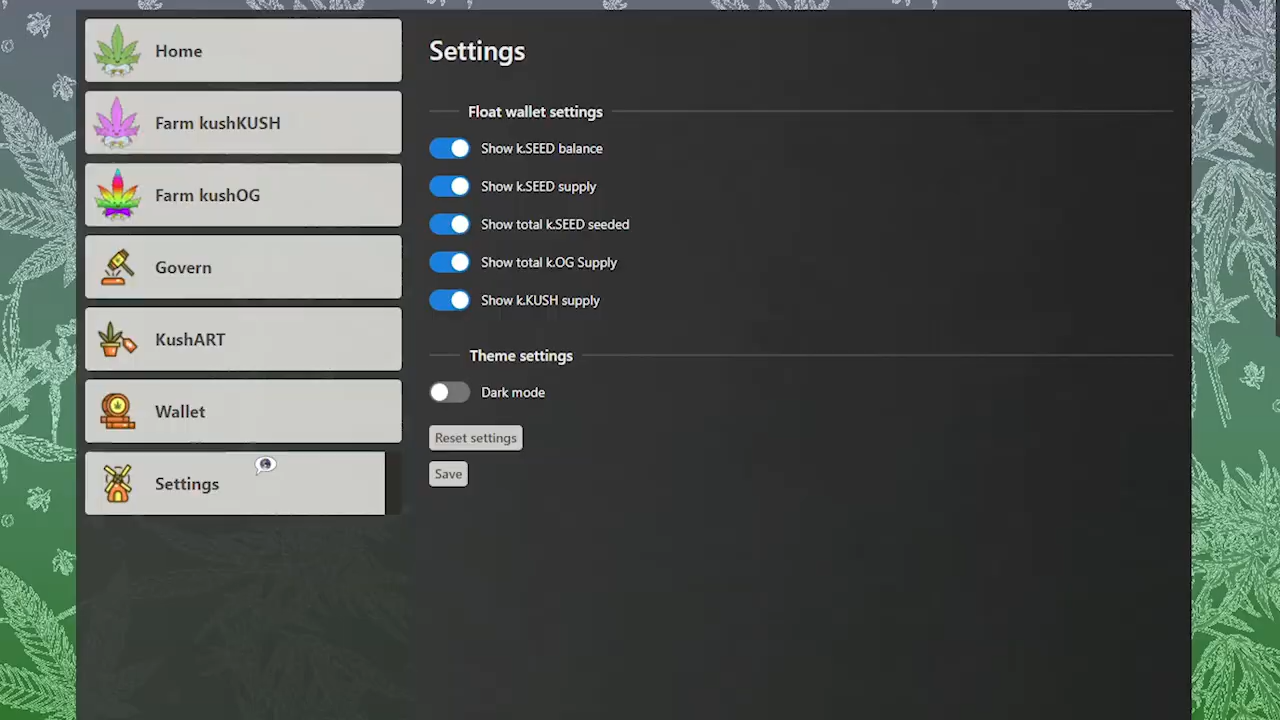 Home
Farm kushKUSH
Farm kushOG
Govern
KushART
Wallet
Settings
Settings
Float wallet settings
Show k.SEED balance
Show k.SEED supply
Show total k.SEED seeded
Show total k.OG Supply
Show k.KUSH supply
Theme settings
Dark mode
Reset settings
Save